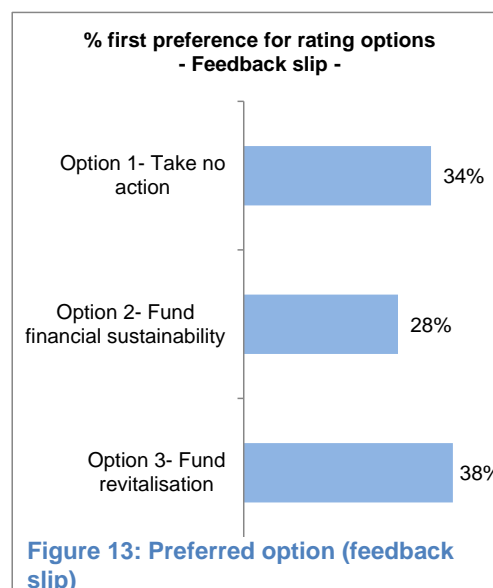 % first preference for rating options
- Feedback slip -
Option 1- Take no
action
34%
Option 2- Fund
financial sustainability
28%
Option 3- Fund
revitalisation
38%
Figure 13: Preferred option (feedback
slip)